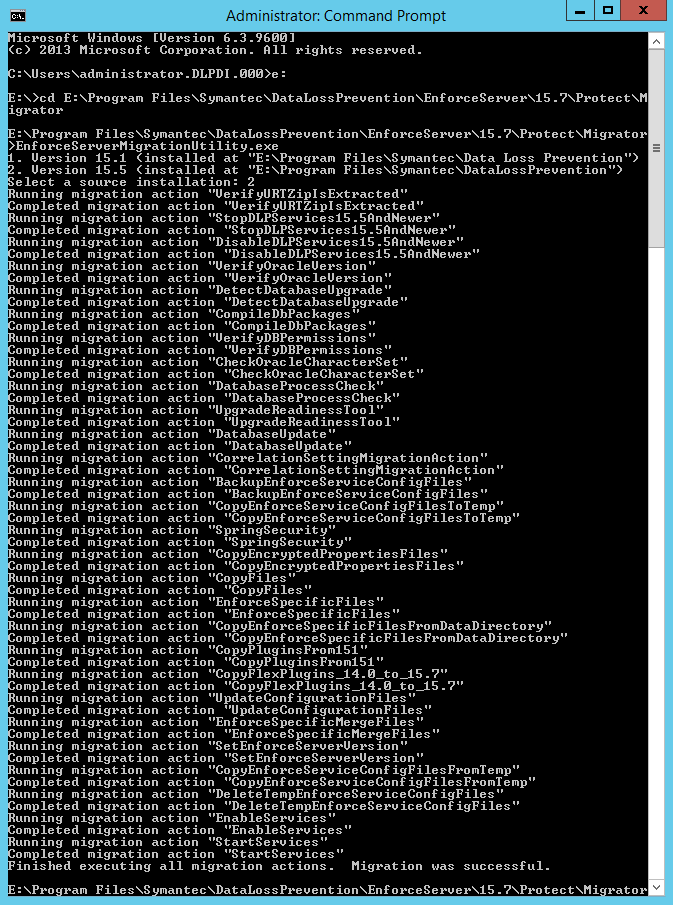 Administrator: Command Prompt
Microsoft Windows [Version 6.3.9600]
(c) 2013 Microsoft Corporation. All rights reserved.
C:\Users\administrator.DLPDI.000>e:
E:\>cd E:\Program Files\Symantec\DataLossPrevention\EnforceServer\15.7\Protect\M
igrator
E:\Program Files\Symantec\DataLossPrevention\EnforceServer\15.7\Protect\Migrator
>EnforceServerMigrationUtility.exe
1. Version 15.1 (installed at "E:\Program Files\Symantec\Data Loss Prevention")
2. Version 15.5 (installed at "E:\Program Files\Symantec\DataLossPrevention")
Select a source installation: 2
Running migration action "VerifyURTZipIsExtracted"
Completed migration action "VerifyURTZipIsExtracted"
Running migration action "StopDLPServices15.5AndNewer"
Completed migration action "StopDLPServices15.5AndNewer"
Running migration action "DisableDLPServices15.5AndNewer"
Completed migration action "DisableDLPServices15.5AndNewer"
Running migration action "VerifyOracleVersion"
Completed migration action "VerifyOracleVersion"
Running migration action "DetectDatabaseUpgrade"
Completed migration action "DetectDatabaseUpgrade"
Running migration action "CompileDbPackages"
Completed migration action "CompileDbPackages"
Running migration action "VerifyDBPermissions"
Completed migration action "VerifyDBPermissions"
Running migration action "CheckOracleCharacterSet"
Completed migration action "CheckOracleCharacterSet"
Running migration action "DatabaseProcessCheck"
Completed migration action "DatabaseProcessCheck"
Running migration action "UpgradeReadinessTool"
Completed migration action "UpgradeReadinessTool"
Running migration action "DatabaseUpdate"
Completed migration action "DatabaseUpdate"
Running migration action "CorrelationSettingMigrationAction"
Completed migration action "CorrelationSettingMigrationAction"
Running migration action "BackupEnforceServiceConfigFiles"
Completed migration action "BackupEnforceServiceConfigFiles"
Running migration action "CopyEnforceServiceConfigFilesToTemp"
Completed migration action "CopyEnforceServiceConfigFilesToTemp"
Running migration action "SpringSecurity"
Completed migration action "SpringSecurity"
Running migration action "CopyEncryptedPropertiesFiles"
Completed migration action "CopyEncryptedPropertiesFiles"
Running migration action "CopyFiles"
Completed migration action "CopyFiles"
Running migration action "EnforceSpecificFiles"
Completed migration action "EnforceSpecificFiles"
Running migration action "CopyEnforceSpecificFilesFromDataDirectory"
Completed migration action "CopyEnforceSpecificFilesFromDataDirectory"
Running migration action "CopyPluginsFrom151"
Completed migration action "CopyPluginsFrom151"
Running migration action "CopyFlexPlugins_14.0_to_15.7"
Completed migration action "CopyFlexPlugins_14.0_to_15.7"
Running migration action "UpdateConfigurationFiles"
Completed migration action "UpdateConfigurationFiles"
Running migration action "EnforceSpecificMergeFiles"
Completed migration action "EnforceSpecificMergeFiles"
Running migration action "SetEnforceServerVersion"
Completed migration action "SetEnforceServerVersion"
Running migration action "CopyEnforceServiceConfigFilesFromTemp"
Completed migration action "CopyEnforceServiceConfigFilesFromTemp"
Running migration action "DeleteTempEnforceServiceConfigFiles"
Completed migration action "DeleteTempEnforceServiceConfigFiles"
Running migration action "EnableServices"
Completed migration action "EnableServices"
Running migration action "StartServices"
Completed migration action "StartServices"
Finished executing all migration actions.  Migration was successful.
E:\Program Files\Symantec\DataLossPrevention\EnforceServer\15.7\Protect\Migrator